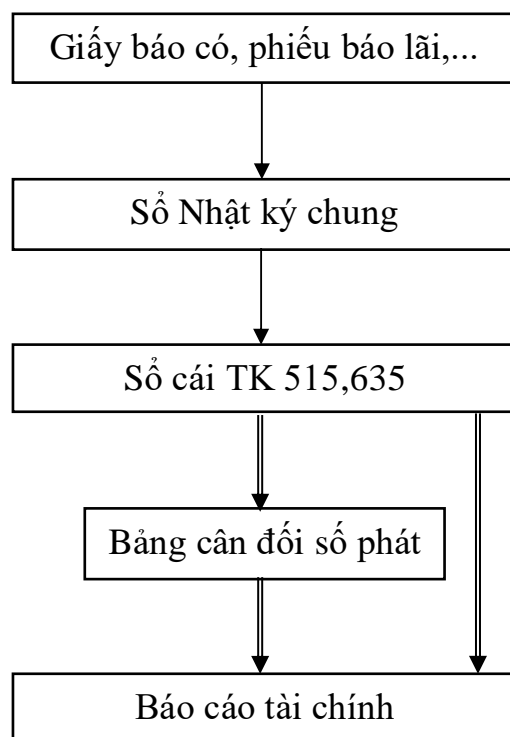 Giấy báo có, phiếu báo lãi,...
Sổ Nhật ký chung
Sổ cái TK 515,635
Bảng cân đối số phát
Báo cáo tài chính